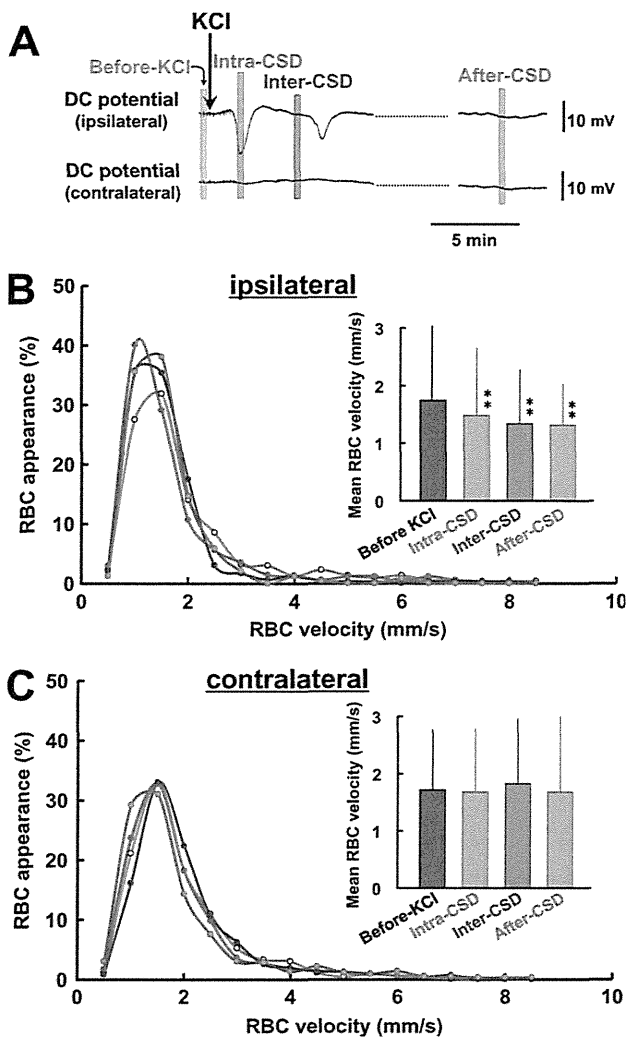 A
KCl
Before-KCl
Intra-CSD
Inter-CSD
After-CSD
DC potential
(ipsilateral)
10 mV
DC potential
(contralateral)
10 mV
5 min
B
ipsilateral
RBC appearance (%)
50
40
30
20
10
0
0
2
4
6
8
10
RBC velocity (mm/s)
Mean RBC velocity (mm/s)
3
2
1
0
**
**
**
Before KCl
Intra-CSD
Inter-CSD
After-CSD
C
contralateral
RBC appearance (%)
50
40
30
20
10
0
0
2
4
6
8
10
RBC velocity (mm/s)
Mean RBC velocity (mm/s)
3
2
1
0
Before-KCl
Intra-CSD
Inter-CSD
After-CSD